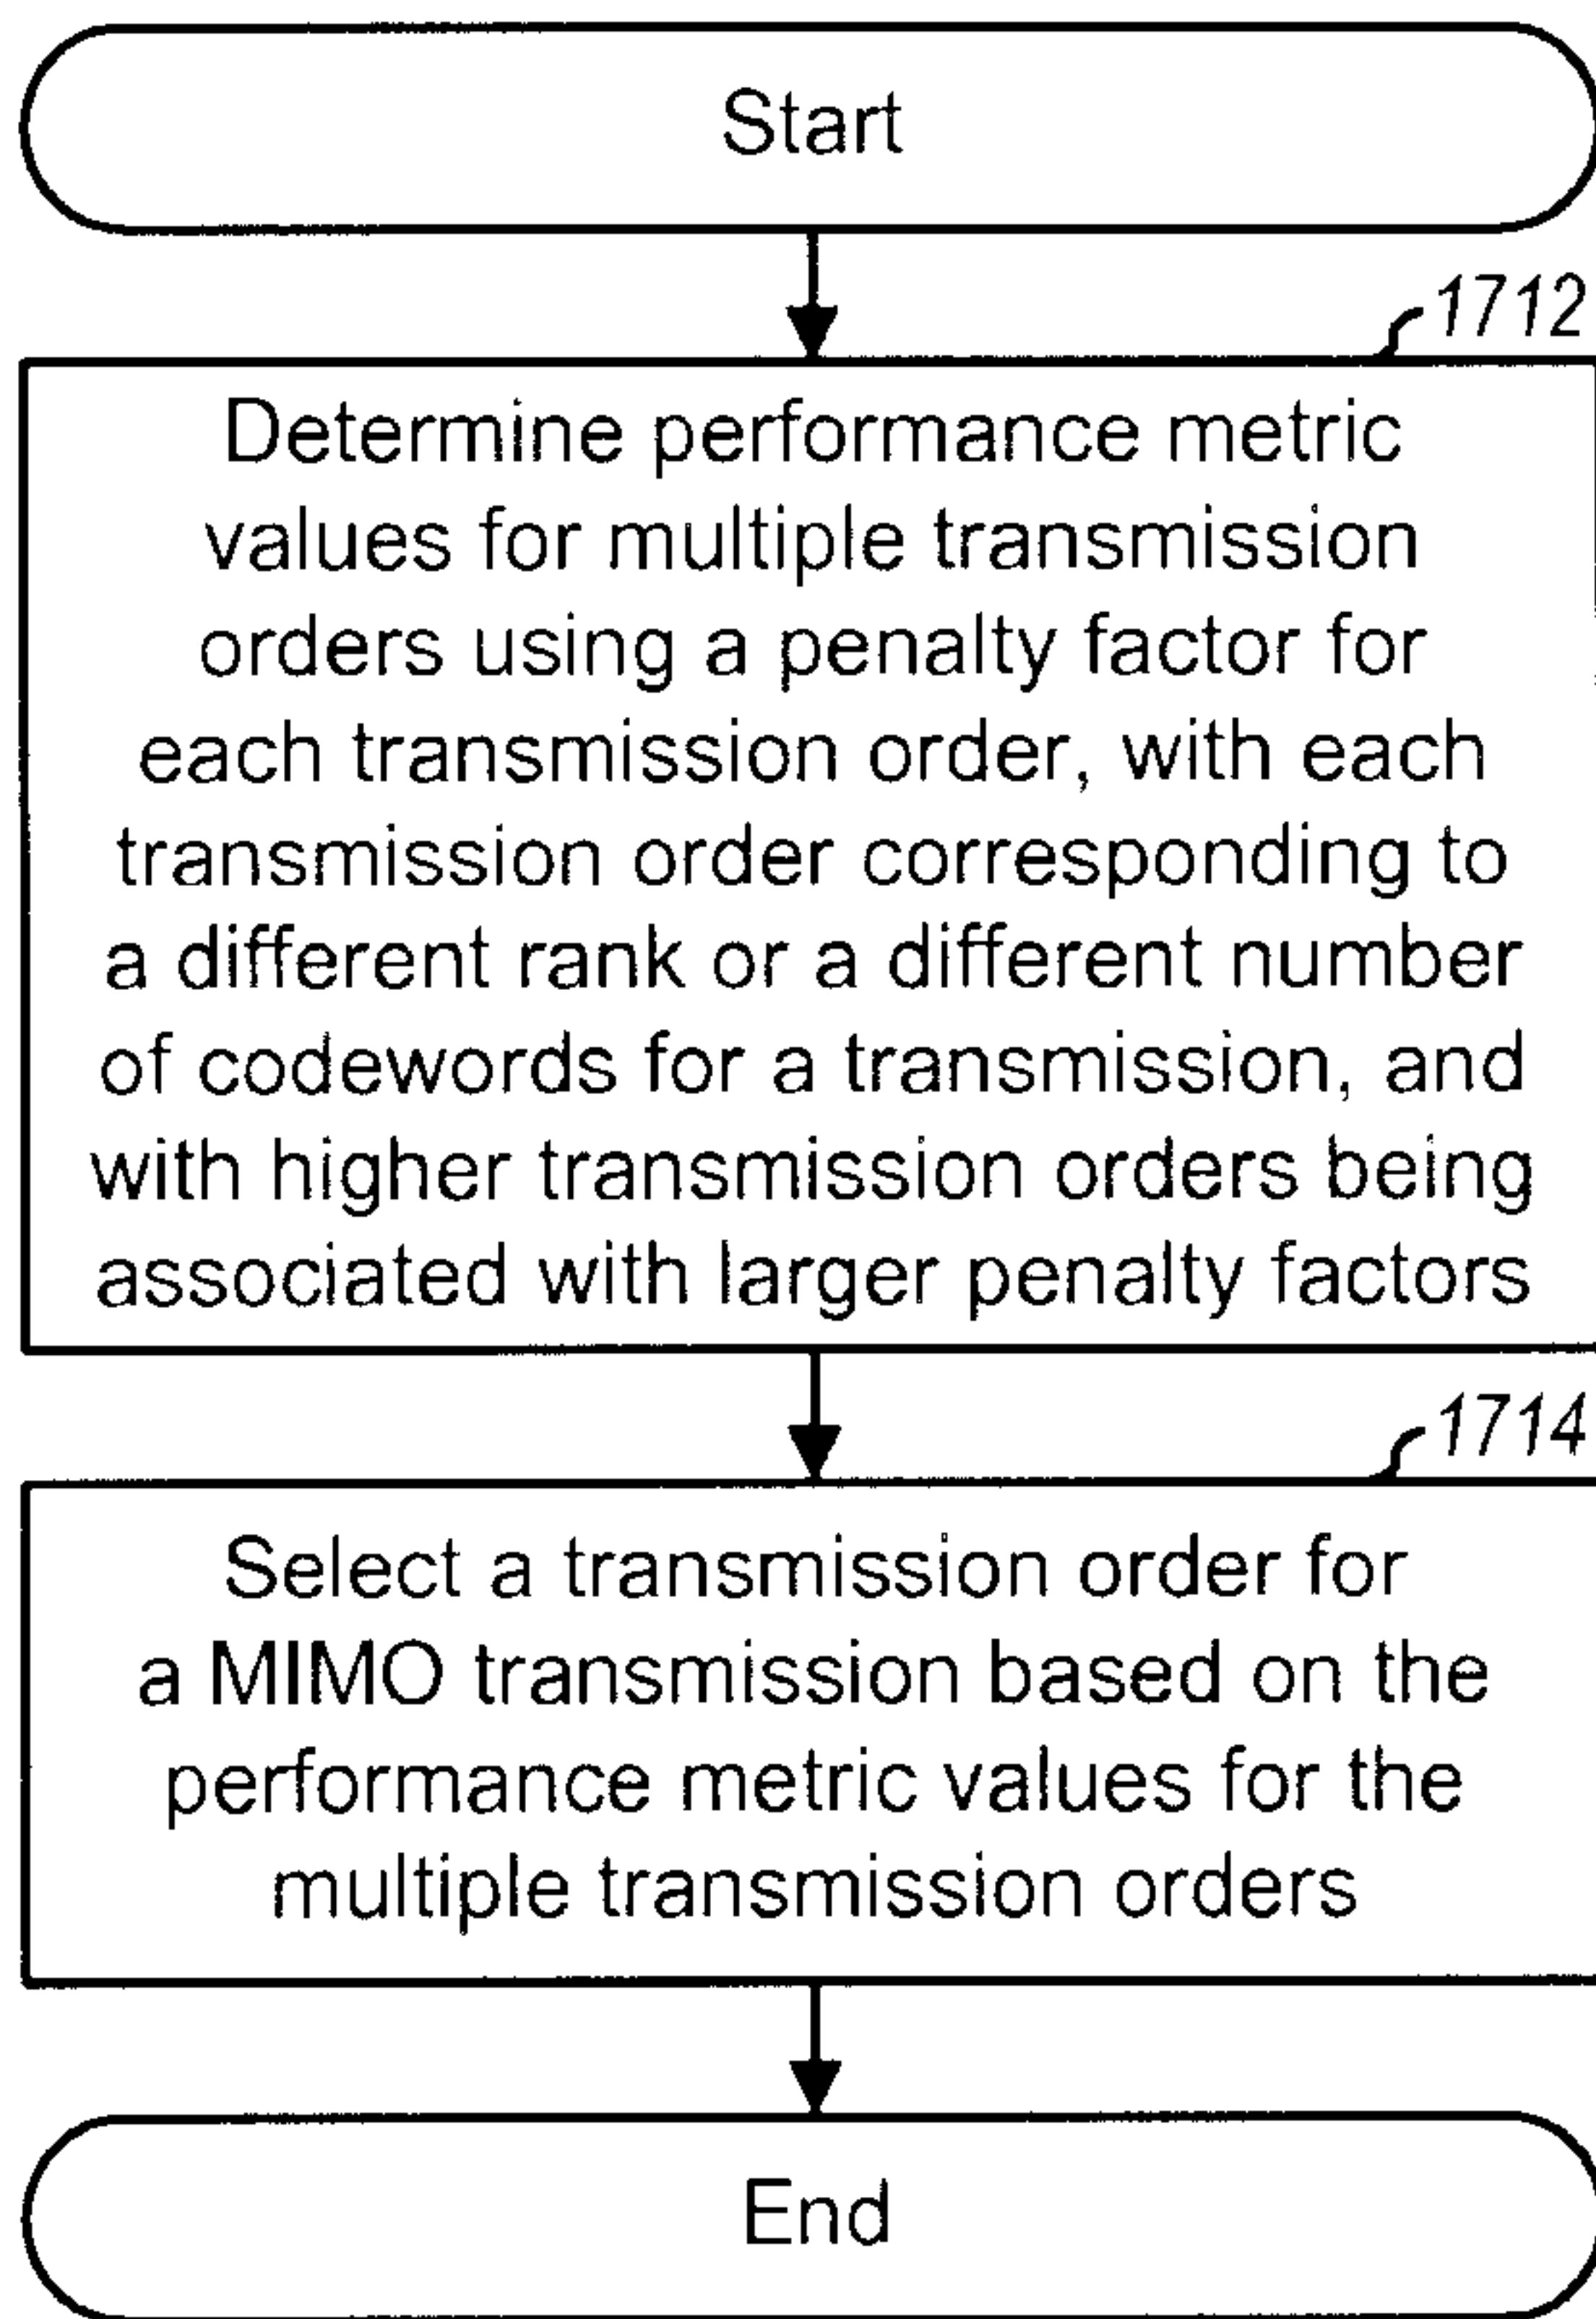 Start
1712
Determine performance metric
values for multiple transmission
orders using a penalty factor for
each transmission order, with each
transmission order corresponding to
a different rank or a different number
of codewords for a transmission, and
with higher transmission orders being
associated with larger penalty factors
1714
Select a transmission order for
a MIMO transmission based on the
performance metric values for the
multiple transmission orders
End